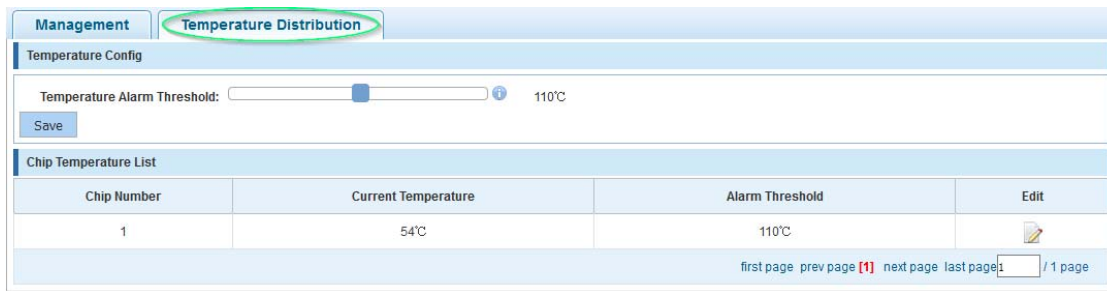 Management Temperature Distribution
Temperature Config
Temperature Alarm Threshold: 110℃
Save
Chip Temperature List
Chip Number Current Temperature Alarm Threshold Edit
1 54℃ 110℃
first page prev page [1] next page last page 1 / 1 page